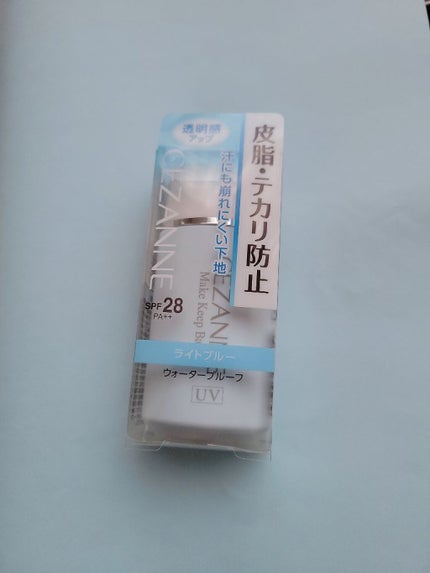 透明感
アップ
皮脂・テカリ防止
汗にも崩れにくい下地
CEZANNE
CEZANNE
Make Keep
SPF28
PA++
ライトブルー
ウォータープルーフ
UV